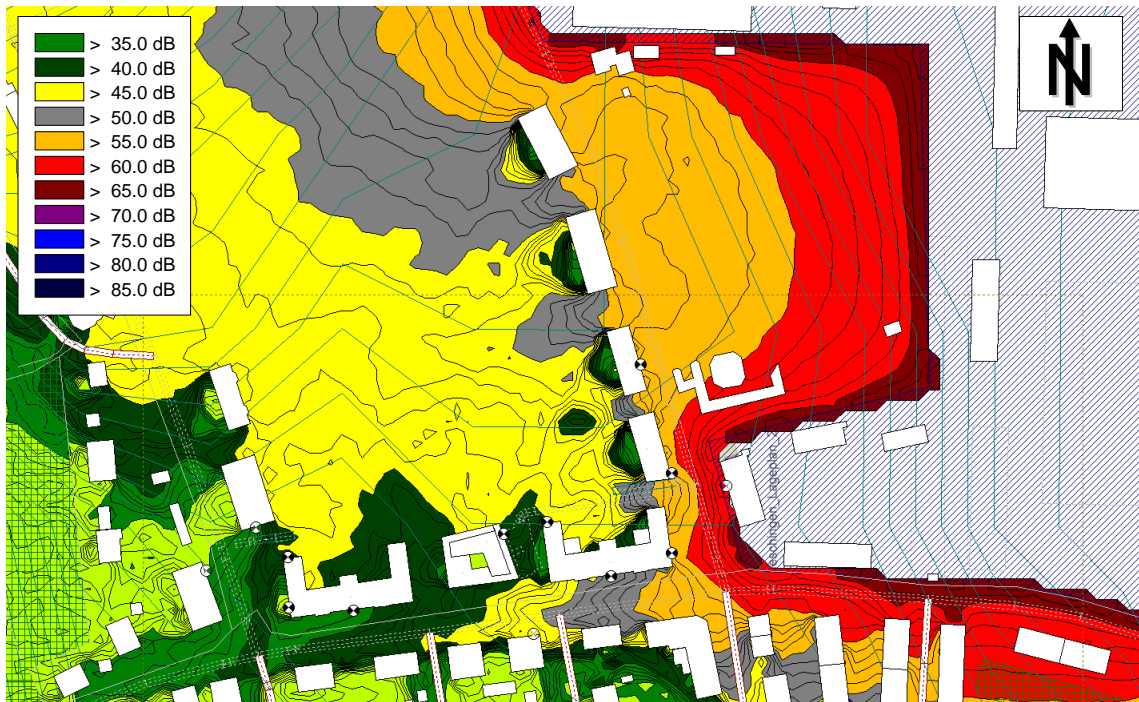 > 35.0 dB
> 40.0 dB
> 45.0 dB
> 50.0 dB
> 55.0 dB
> 60.0 dB
> 65.0 dB
> 70.0 dB
> 75.0 dB
> 80.0 dB
> 85.0 dB
N
eschingen_Lageplan_